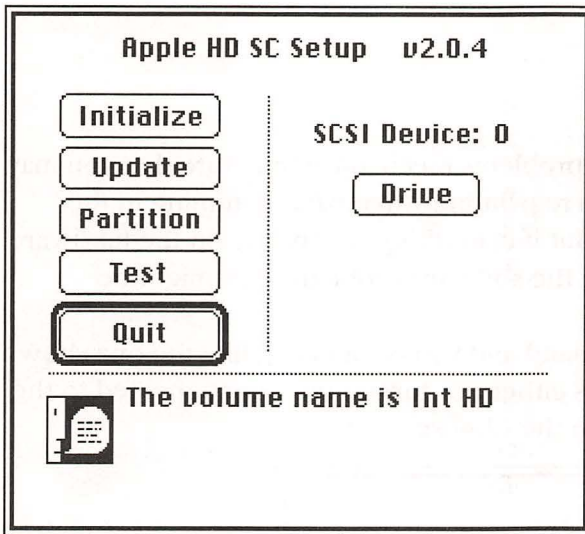 Apple HD SC Setup v2.0.4
Initialize
Update
Partition
Test
Quit
SCSI Device: 0
Drive
The volume name is Int HD